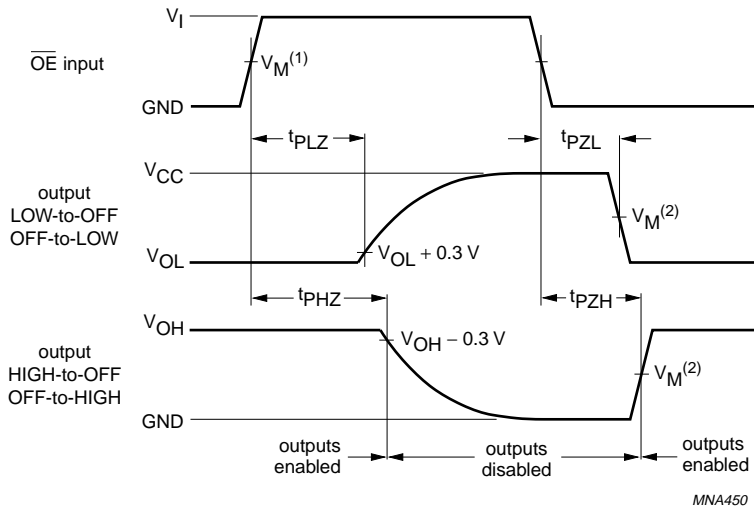 V_I
OE input
V_M(1)
GND
t_PLZ
t_PZL
V_CC
output
LOW-to-OFF
OFF-to-LOW
V_M(2)
V_OL + 0.3 V
V_OL
t_PHZ
t_PZH
V_OH
V_OH − 0.3 V
output
HIGH-to-OFF
OFF-to-HIGH
V_M(2)
GND
outputs
enabled
outputs
disabled
outputs
enabled
MNA450